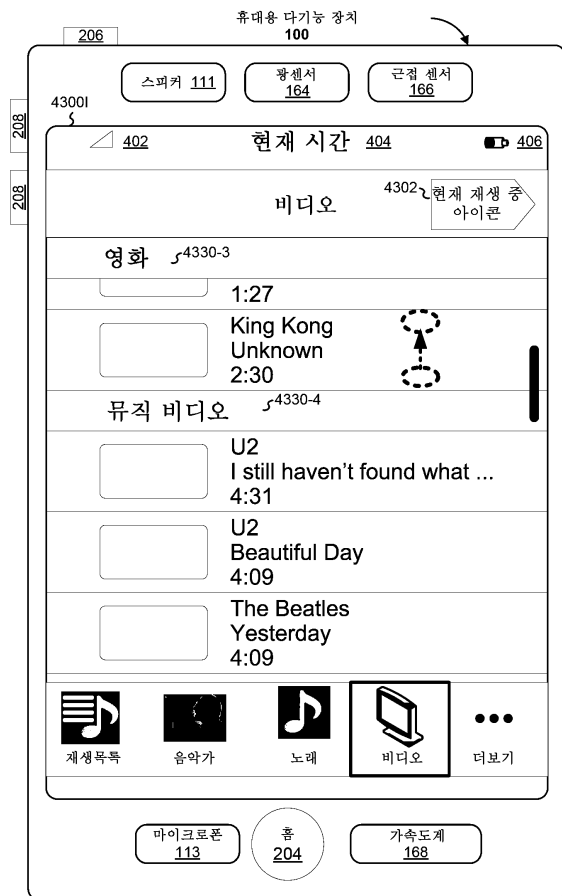 휴대용 다기능 장치
100
206
스피커 111
광센서
164
근접 센서
166
4300I
208
208
402
현재 시간 404
406
비디오
4302
현재 재생 중
아이콘
영화 4330-3
1:27
King Kong
Unknown
2:30
뮤직 비디오 4330-4
U2
I still haven't found what ...
4:31
U2
Beautiful Day
4:09
The Beatles
Yesterday
4:09
재생목록
음악가
노래
비디오
더보기
마이크로폰
113
홈
204
가속도계
168